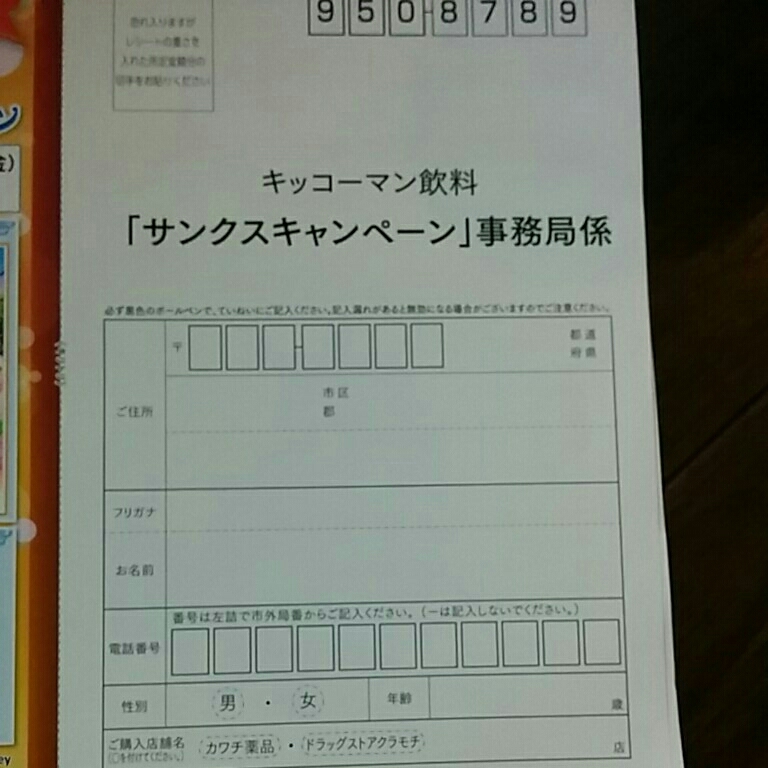 恐れ入りますが
レシートの重さを
入れた所定金額分の
切手をお貼りください
950-8789
キッコーマン飲料
「サンクスキャンペーン」事務局係
必ず黒色のボールペンで、ていねいにご記入ください。記入漏れがあると無効になる場合がございますのでご注意ください。
〒 都道
府県
ご住所
市区
郡
フリガナ
お名前
番号は左詰で市外局番からご記入ください。(ーは記入しないでください。)
電話番号
性別 男・女 年齢 歳
ご購入店舗名 カワチ薬品・ドラッグストアクラモチ 店
(○を付けてください。)
ン
金)
ey